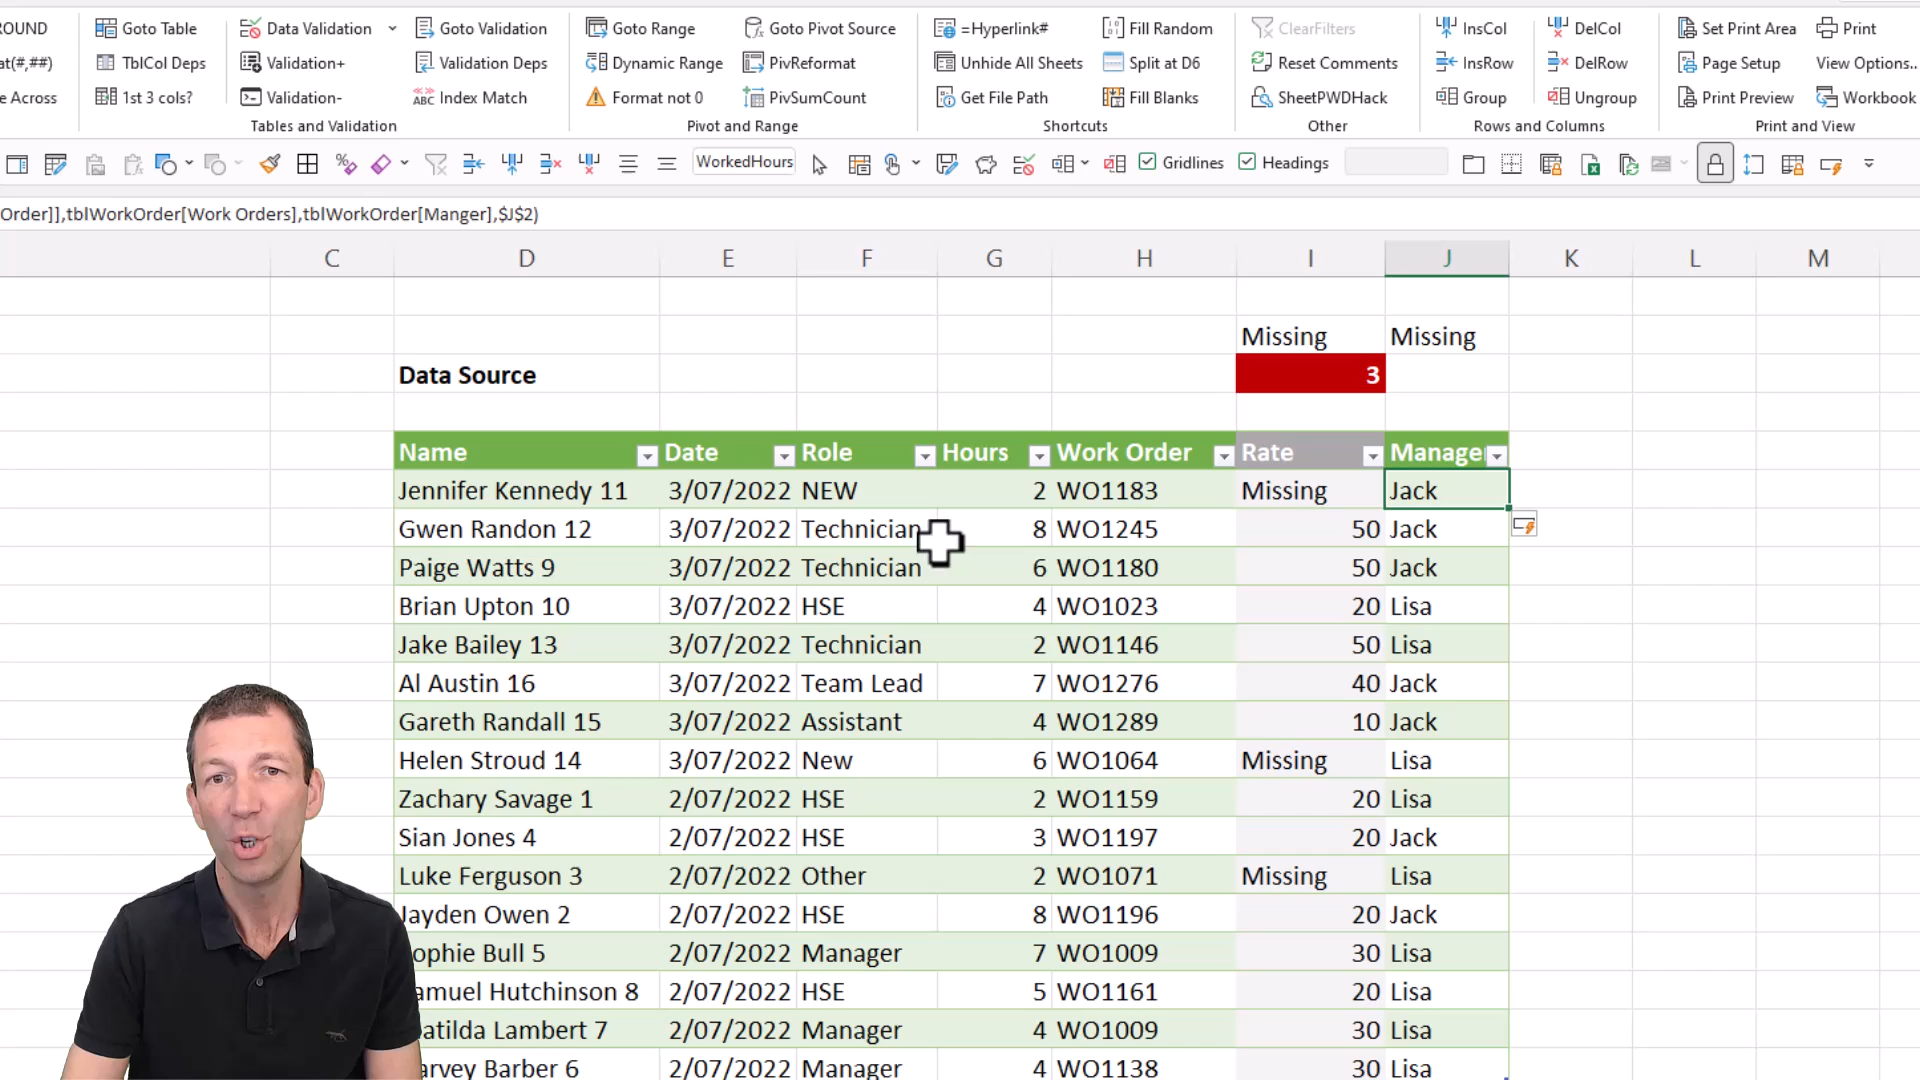 OUND
Goto Table
Data Validation
Goto Validation
Goto Range
Goto Pivot Source
=Hyperlink#
Fill Random
ClearFilters
InsCol
DelCol
Set Print Area
Print
at(#,##)
TblCol Deps
Validation+
Validation Deps
Dynamic Range
PivReformat
Unhide All Sheets
Split at D6
Reset Comments
InsRow
DelRow
Page Setup
View Options..
e Across
1st 3 cols?
Validation-
Index Match
Format not 0
PivSumCount
Get File Path
Fill Blanks
SheetPWDHack
Group
Ungroup
Print Preview
Workbook
Tables and Validation
Pivot and Range
Shortcuts
Other
Rows and Columns
Print and View
WorkedHours
Gridlines
Headings
Order]],tblWorkOrder[Work Orders],tblWorkOrder[Manger],$J$2)
C D E F G H I J K L M
Missing Missing
Data Source 3
Name Date Role Hours Work Order Rate Manage
Jennifer Kennedy 11 3/07/2022 NEW 2 WO1183 Missing Jack
Gwen Randon 12 3/07/2022 Technician 8 WO1245 50 Jack
Paige Watts 9 3/07/2022 Technician 6 WO1180 50 Jack
Brian Upton 10 3/07/2022 HSE 4 WO1023 20 Lisa
Jake Bailey 13 3/07/2022 Technician 2 WO1146 50 Lisa
Al Austin 16 3/07/2022 Team Lead 7 WO1276 40 Jack
Gareth Randall 15 3/07/2022 Assistant 4 WO1289 10 Jack
Helen Stroud 14 3/07/2022 New 6 WO1064 Missing Lisa
Zachary Savage 1 2/07/2022 HSE 2 WO1159 20 Lisa
Sian Jones 4 2/07/2022 HSE 3 WO1197 20 Jack
Luke Ferguson 3 2/07/2022 Other 2 WO1071 Missing Lisa
Jayden Owen 2 2/07/2022 HSE 8 WO1196 20 Jack
ophie Bull 5 2/07/2022 Manager 7 WO1009 30 Lisa
amuel Hutchinson 8 2/07/2022 HSE 5 WO1161 20 Lisa
atilda Lambert 7 2/07/2022 Manager 4 WO1009 30 Lisa
arvey Barber 6 2/07/2022 Manager 4 WO1138 30 Lisa